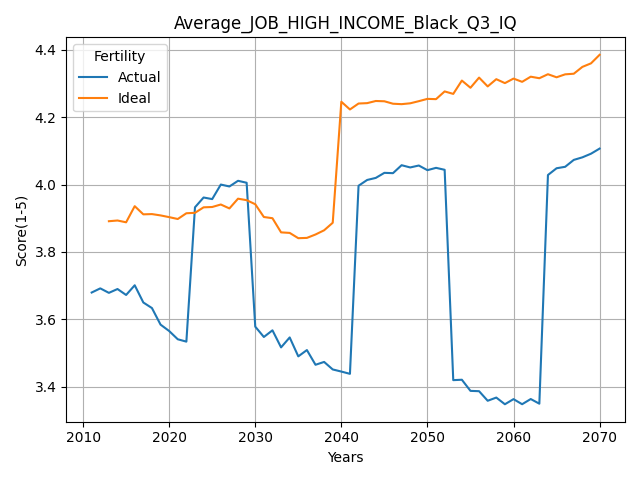 Average_JOB_HIGH_INCOME_Black_Q3_IQ
Fertility
Actual
Ideal
Score(1-5)
4.4
4.2
4.0
3.8
3.6
3.4
2010 2020 2030 2040 2050 2060 2070
Years